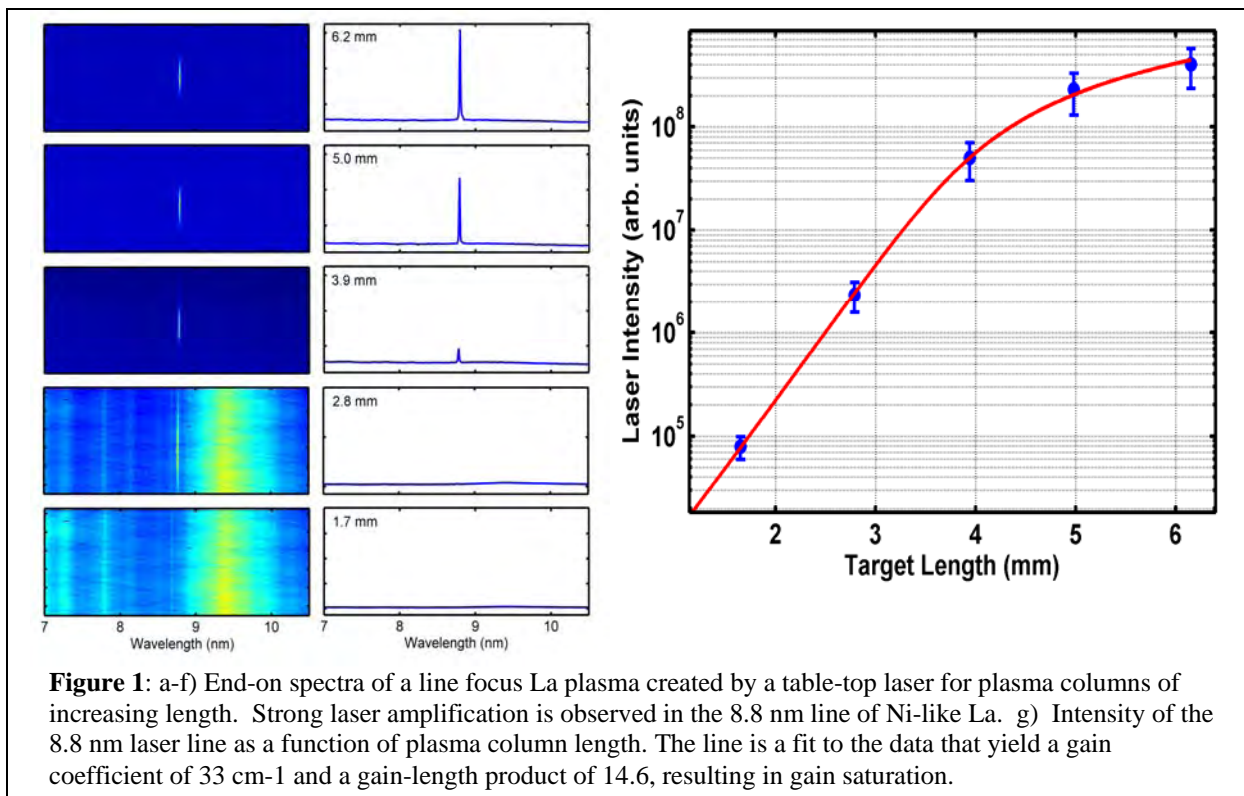 6.2 mm
5.0 mm
3.9 mm
2.8 mm
1.7 mm
7 8 9 10
Wavelength (nm)
7 8 9 10
Wavelength (nm)
Laser Intensity (arb. units)
10^8
10^7
10^6
10^5
2 3 4 5 6
Target Length (mm)
Figure 1: a-f) End-on spectra of a line focus La plasma created by a table-top laser for plasma columns of
increasing length. Strong laser amplification is observed in the 8.8 nm line of Ni-like La. g) Intensity of the
8.8 nm laser line as a function of plasma column length. The line is a fit to the data that yield a gain
coefficient of 33 cm-1 and a gain-length product of 14.6, resulting in gain saturation.